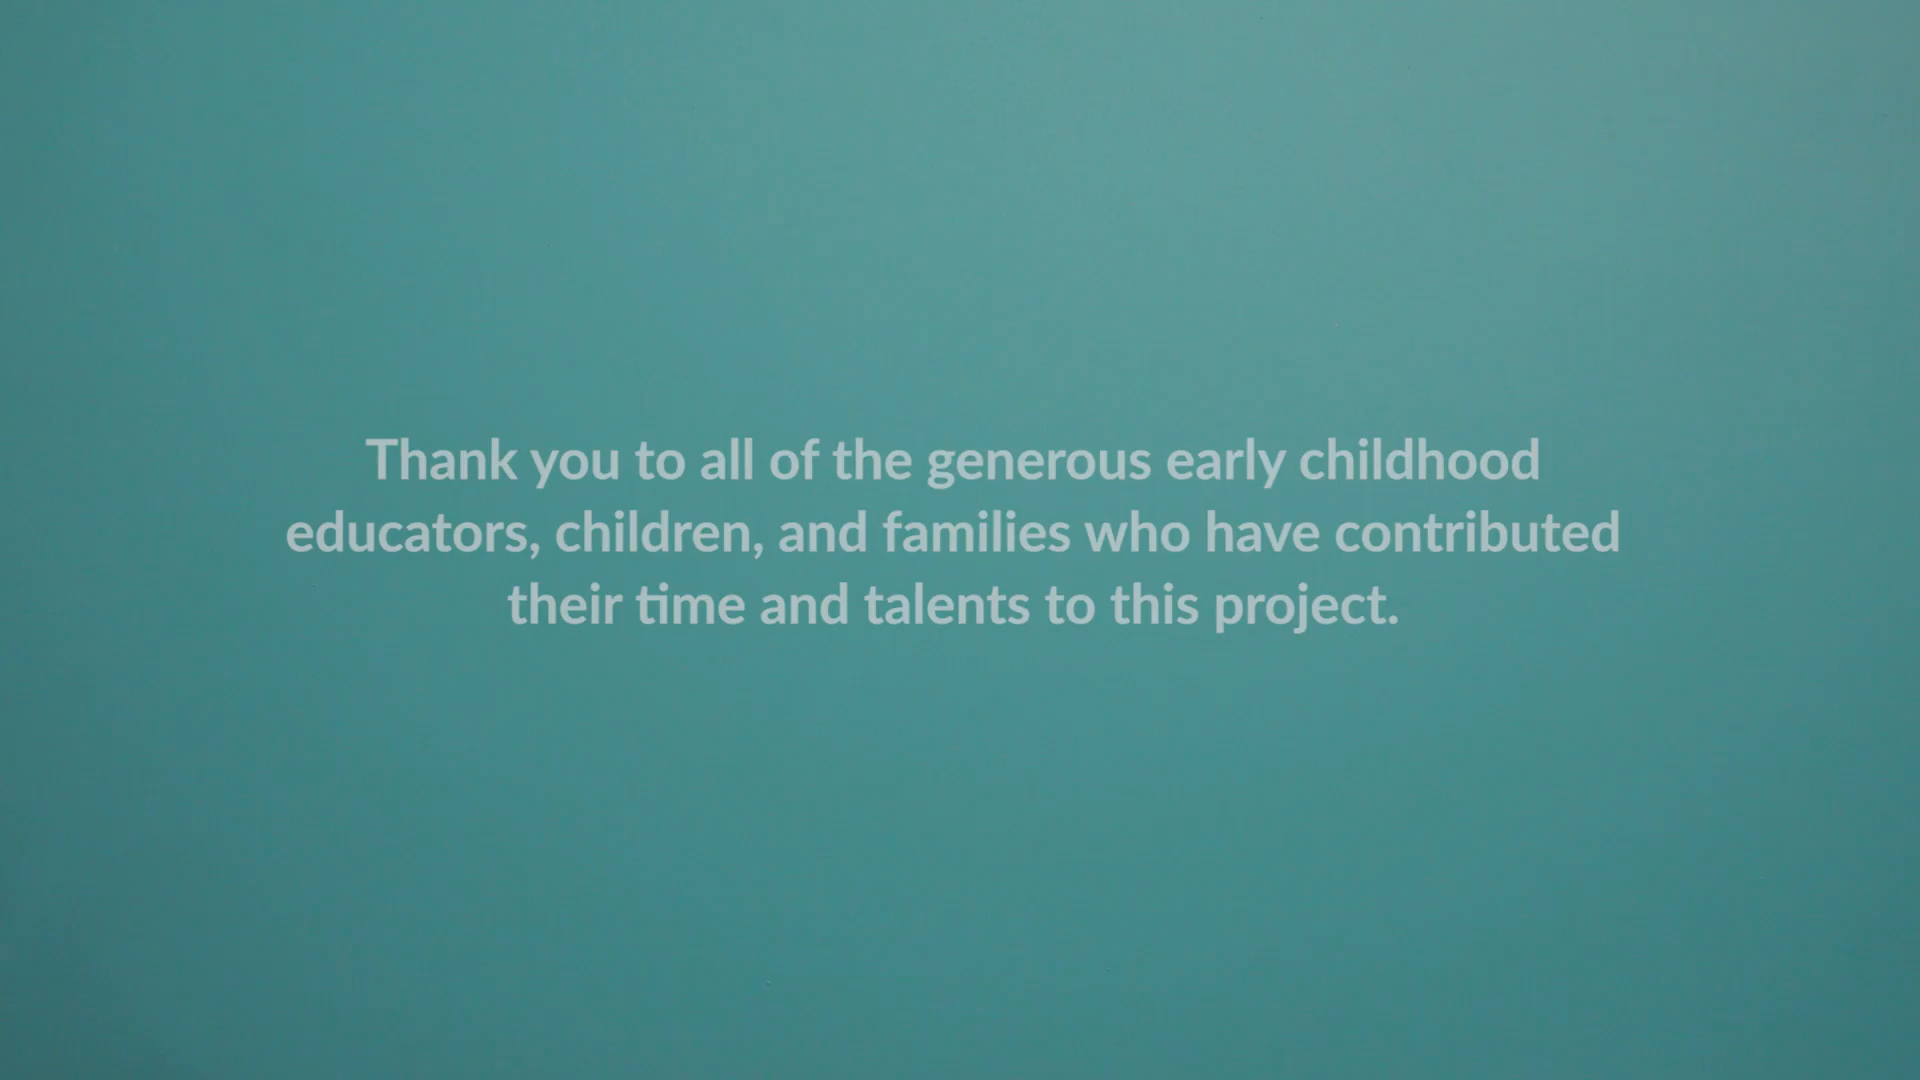 Thank you to all of the generous early childhood
educators, children, and families who have contributed
their time and talents to this project.